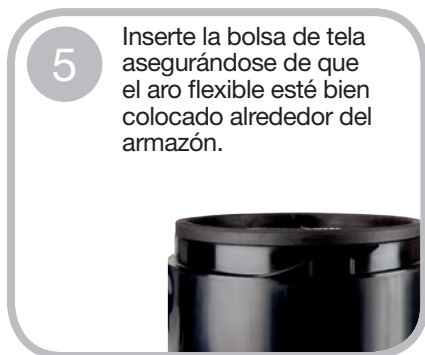 5
Inserte la bolsa de tela
asegurándose de que
el aro flexible esté bien
colocado alrededor del
armazón.